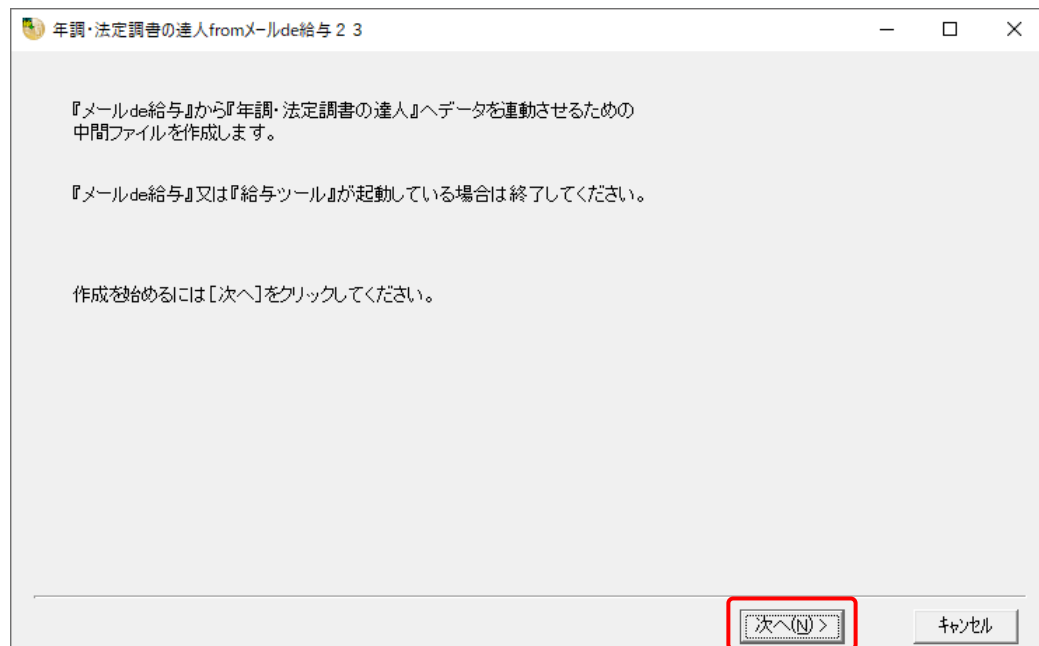 年調・法定調書の達人fromメールde給与２３
『メールde給与』から『年調・法定調書の達人』へデータを連動させるための
中間ファイルを作成します。
『メールde給与』又は『給与ツール』が起動している場合は終了してください。
作成を始めるには[次へ]をクリックしてください。
次へ(N) >
キャンセル